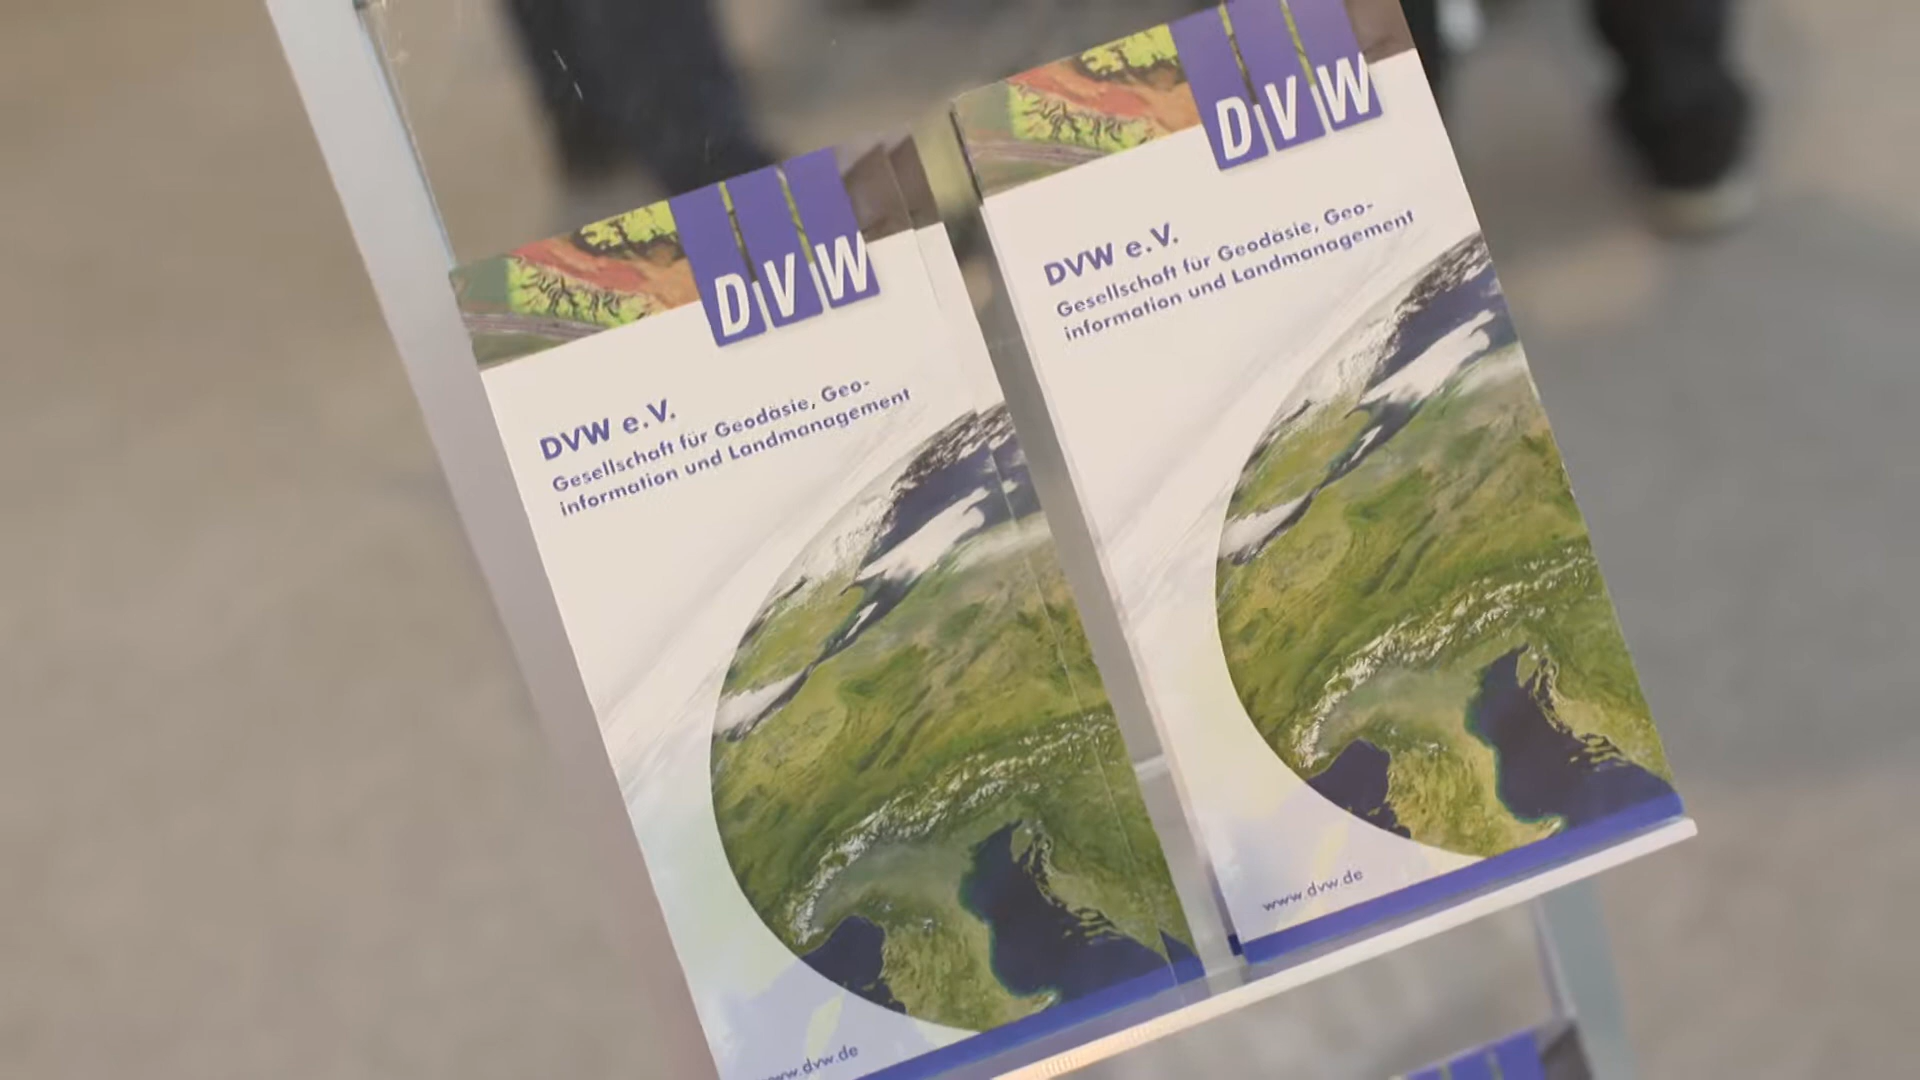 DVW
DVW e.V.
Gesellschaft für Geodäsie, Geo-
information und Landmanagement
www.dvw.de
DVW
DVW e.V.
Gesellschaft für Geodäsie, Geo-
information und Landmanagement
www.dvw.de